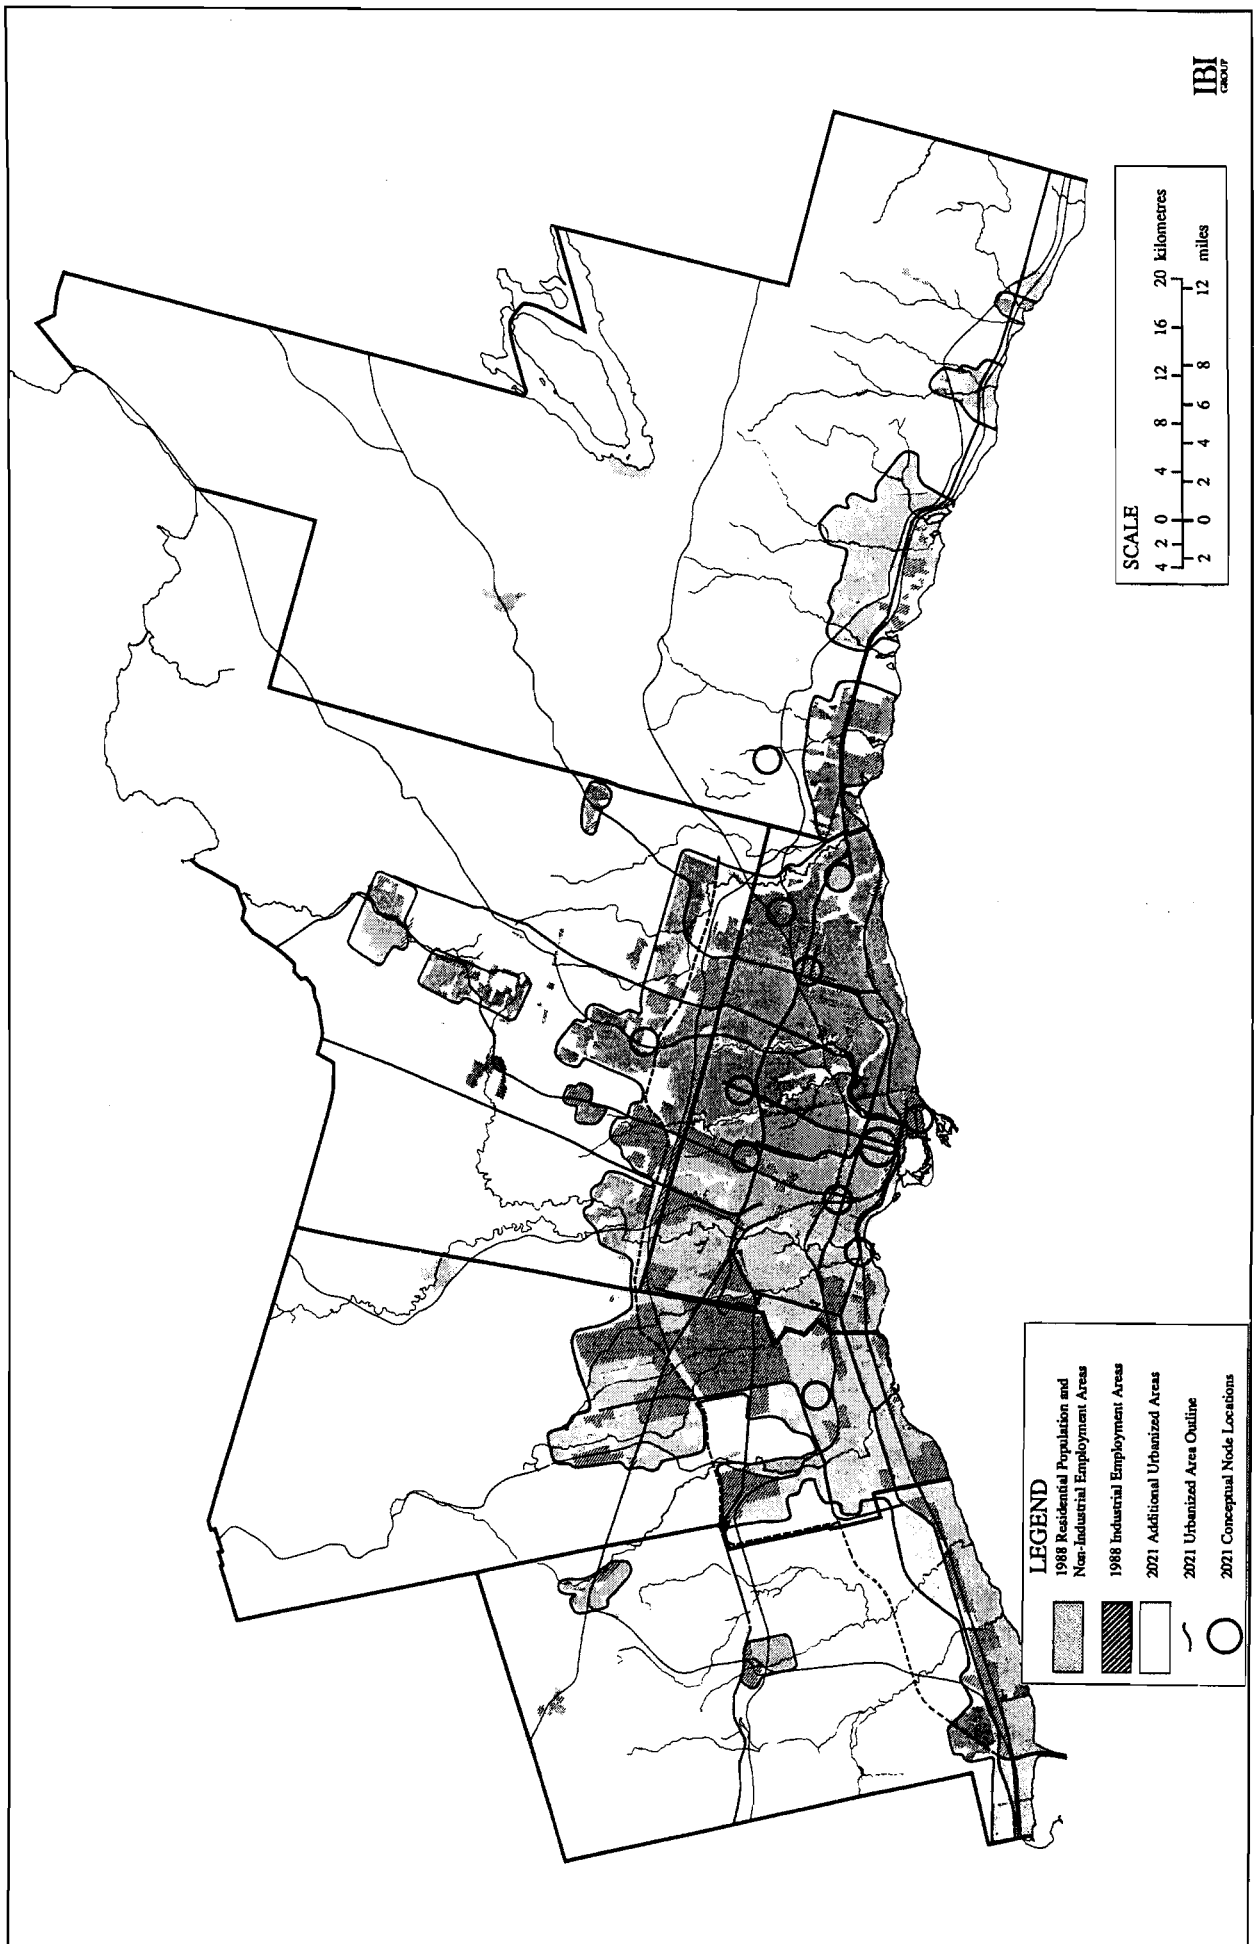 IBI
GROUP
SCALE
4 2 0 4 8 12 16 20 kilometres
2 0 2 4 6 8 12 miles
LEGEND
1988 Residential Population and
Non-Industrial Employment Areas
1988 Industrial Employment Areas
2021 Additional Urbanized Areas
2021 Urbanized Area Outline
2021 Conceptual Node Locations